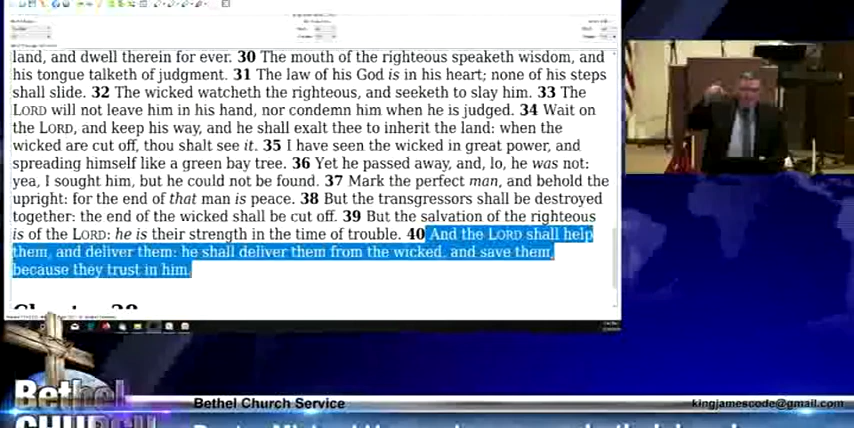 land, and dwell therein for ever. 30 The mouth of the righteous speaketh wisdom, and
his tongue talketh of judgment. 31 The law of his God is in his heart; none of his steps
shall slide. 32 The wicked watcheth the righteous, and seeketh to slay him. 33 The
LORD will not leave him in his hand, nor condemn him when he is judged. 34 Wait on
the LORD, and keep his way, and he shall exalt thee to inherit the land: when the
wicked are cut off, thou shalt see it. 35 I have seen the wicked in great power, and
spreading himself like a green bay tree. 36 Yet he passed away, and, lo, he was not:
yea, I sought him, but he could not be found. 37 Mark the perfect man, and behold the
upright: for the end of that man is peace. 38 But the transgressors shall be destroyed
together: the end of the wicked shall be cut off. 39 But the salvation of the righteous
is of the LORD: he is their strength in the time of trouble. 40 And the LORD shall help
them, and deliver them: he shall deliver them from the wicked, and save them,
because they trust in him.
Bethel
CHURCH
Bethel Church Service
kingjamescode@gmail.com